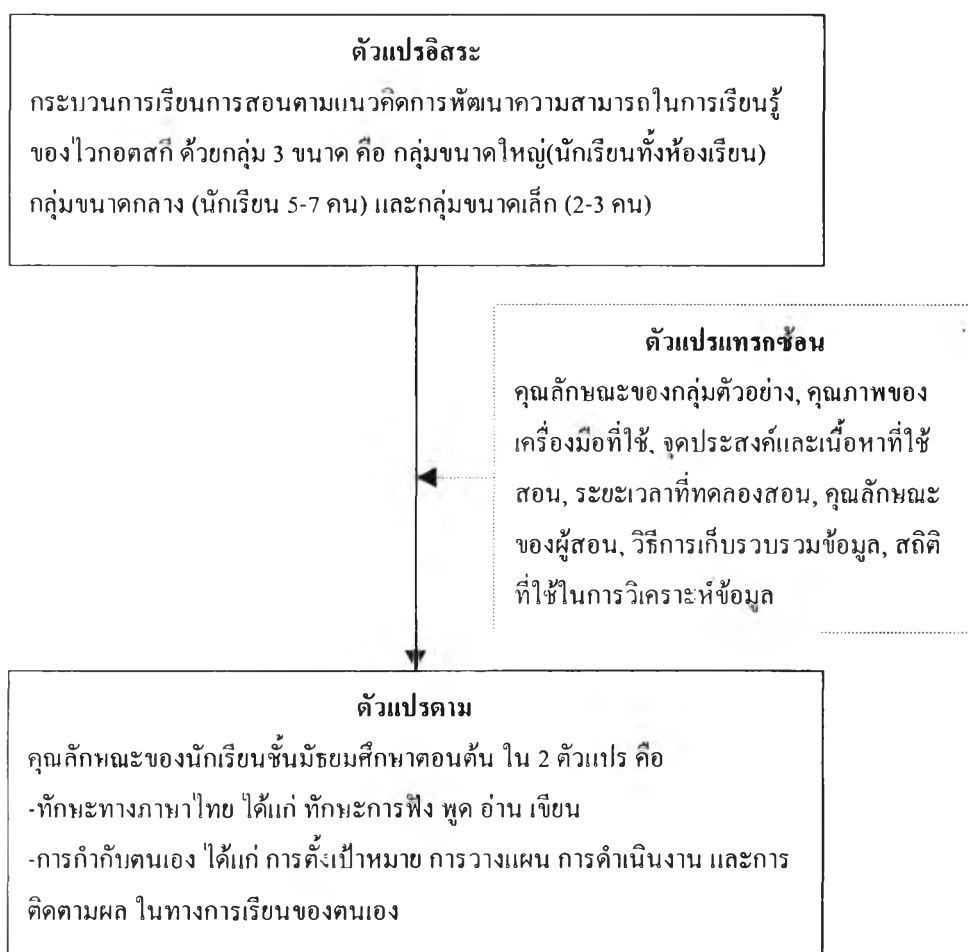 ตัวแปรอิสระ
กระบวนการเรียนการสอนตามแนวคิดการพัฒนาความสามารถในการเรียนรู้
ของไวกอตสกี ด้วยกลุ่ม 3 ขนาด คือ กลุ่มขนาดใหญ่(นักเรียนทั้งห้องเรียน)
กลุ่มขนาดกลาง (นักเรียน 5-7 คน) และกลุ่มขนาดเล็ก (2-3 คน)
ตัวแปรแทรกซ้อน
คุณลักษณะของกลุ่มตัวอย่าง, คุณภาพของ
เครื่องมือที่ใช้, จุดประสงค์และเนื้อหาที่ใช้
สอน, ระยะเวลาที่ทดลองสอน, คุณลักษณะ
ของผู้สอน, วิธีการเก็บรวบรวมข้อมูล, สถิติ
ที่ใช้ในการวิเคราะห์ข้อมูล
ตัวแปรตาม
คุณลักษณะของนักเรียนชั้นมัธยมศึกษาตอนต้น ใน 2 ตัวแปร คือ
-ทักษะทางภาษาไทย ได้แก่ ทักษะการฟัง พูด อ่าน เขียน
-การกำกับตนเอง ได้แก่ การตั้งเป้าหมาย การวางแผน การดำเนินงาน และการ
ติดตามผล ในทางการเรียนของตนเอง